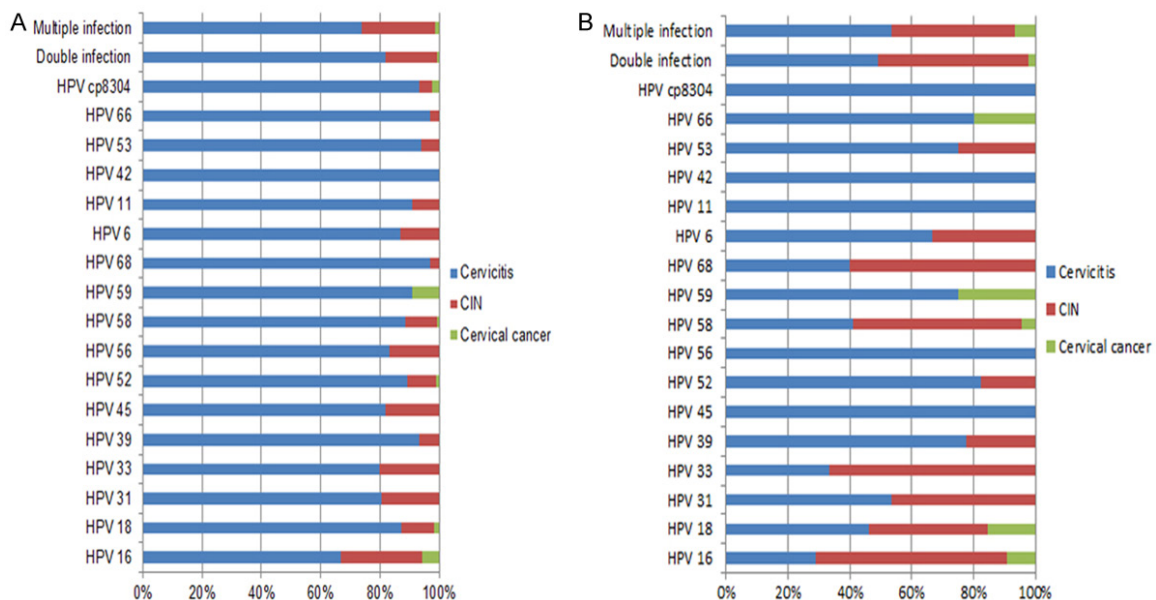 A
Multiple infection
Double infection
HPV cp8304
HPV 66
HPV 53
HPV 42
HPV 11
HPV 6
HPV 68
HPV 59
HPV 58
HPV 56
HPV 52
HPV 45
HPV 39
HPV 33
HPV 31
HPV 18
HPV 16
0% 20% 40% 60% 80% 100%
Cervicitis
CIN
Cervical cancer
B
Multiple infection
Double infection
HPV cp8304
HPV 66
HPV 53
HPV 42
HPV 11
HPV 6
HPV 68
HPV 59
HPV 58
HPV 56
HPV 52
HPV 45
HPV 39
HPV 33
HPV 31
HPV 18
HPV 16
0% 20% 40% 60% 80% 100%
Cervicitis
CIN
Cervical cancer